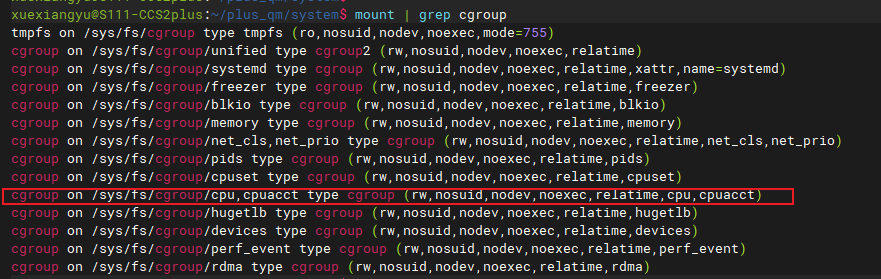 xuexiangyu@S111-CCS2plus:~/plus_qm/system$ mount | grep cgroup
tmpfs on /sys/fs/cgroup type tmpfs (ro,nosuid,nodev,noexec,mode=755)
cgroup on /sys/fs/cgroup/unified type cgroup2 (rw,nosuid,nodev,noexec,relatime)
cgroup on /sys/fs/cgroup/systemd type cgroup (rw,nosuid,nodev,noexec,relatime,xattr,name=systemd)
cgroup on /sys/fs/cgroup/freezer type cgroup (rw,nosuid,nodev,noexec,relatime,freezer)
cgroup on /sys/fs/cgroup/blkio type cgroup (rw,nosuid,nodev,noexec,relatime,blkio)
cgroup on /sys/fs/cgroup/memory type cgroup (rw,nosuid,nodev,noexec,relatime,memory)
cgroup on /sys/fs/cgroup/net_cls,net_prio type cgroup (rw,nosuid,nodev,noexec,relatime,net_cls,net_prio)
cgroup on /sys/fs/cgroup/pids type cgroup (rw,nosuid,nodev,noexec,relatime,pids)
cgroup on /sys/fs/cgroup/cpuset type cgroup (rw,nosuid,nodev,noexec,relatime,cpuset)
cgroup on /sys/fs/cgroup/cpu,cpuacct type cgroup (rw,nosuid,nodev,noexec,relatime,cpu,cpuacct)
cgroup on /sys/fs/cgroup/hugetlb type cgroup (rw,nosuid,nodev,noexec,relatime,hugetlb)
cgroup on /sys/fs/cgroup/devices type cgroup (rw,nosuid,nodev,noexec,relatime,devices)
cgroup on /sys/fs/cgroup/perf_event type cgroup (rw,nosuid,nodev,noexec,relatime,perf_event)
cgroup on /sys/fs/cgroup/rdma type cgroup (rw,nosuid,nodev,noexec,relatime,rdma)